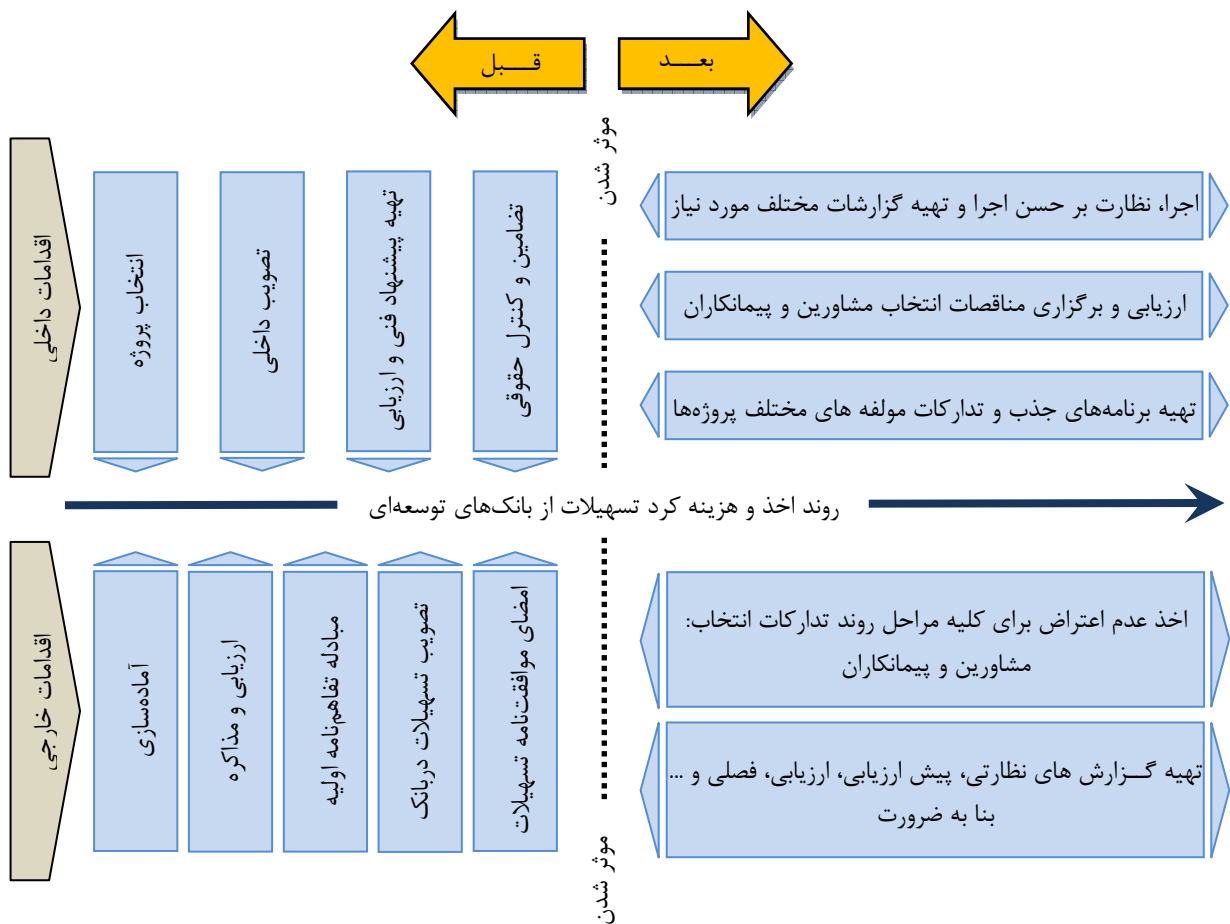 قـــــبل
بعـــــد
موثر شدن
اقدامات داخلی
انتخاب پروژه
تصویب داخلی
تهیه پیشنهاد فنی و ارزیابی
تضامین و کنترل حقوقی
اجرا، نظارت بر حسن اجرا و تهیه گزارشات مختلف مورد نیاز
ارزیابی و برگزاری مناقصات انتخاب مشاورین و پیمانکاران
تهیه برنامه‌های جذب و تدارکات مولفه های مختلف پروژه‌ها
روند اخذ و هزینه کرد تسهیلات از بانک‌های توسعه‌ای
اقدامات خارجی
آماده‌سازی
ارزیابی و مذاکره
مبادله تفاهم‌نامه اولیه
تصویب تسهیلات دربانک
امضای موافقت‌نامه تسهیلات
اخذ عدم اعتراض برای کلیه مراحل روند تدارکات انتخاب:
مشاورین و پیمانکاران
تهیه گــزارش های نظارتی، پیش ارزیابی، ارزیابی، فصلی و ...
بنا به ضرورت
موثر شدن